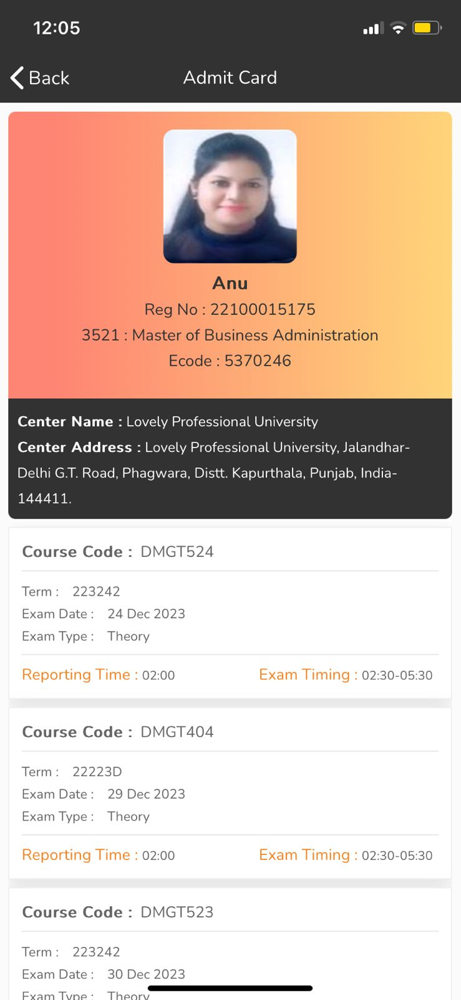 12:05
Back
Admit Card
Anu
Reg No : 22100015175
3521 : Master of Business Administration
Ecode : 5370246
Center Name : Lovely Professional University
Center Address : Lovely Professional University, Jalandhar-
Delhi G.T. Road, Phagwara, Distt. Kapurthala, Punjab, India-
144411.
Course Code : DMGT524
Term : 223242
Exam Date : 24 Dec 2023
Exam Type : Theory
Reporting Time : 02:00 Exam Timing : 02:30-05:30
Course Code : DMGT404
Term : 22223D
Exam Date : 29 Dec 2023
Exam Type : Theory
Reporting Time : 02:00 Exam Timing : 02:30-05:30
Course Code : DMGT523
Term : 223242
Exam Date : 30 Dec 2023
Exam Type : Theory